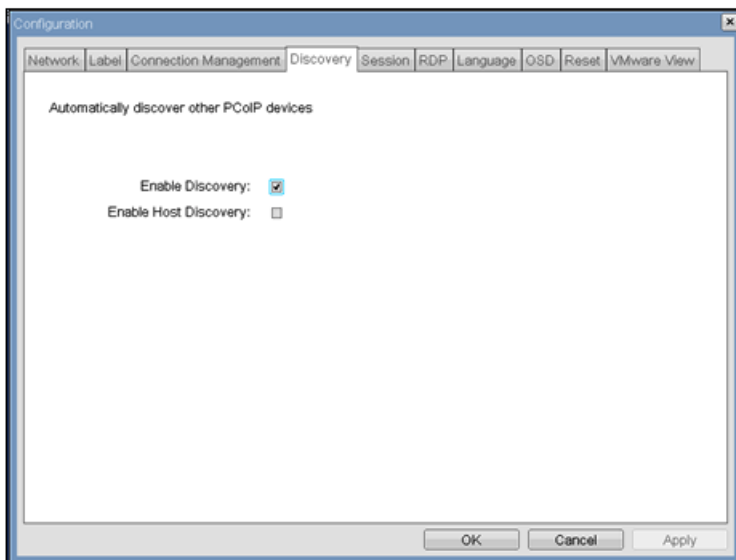 Configuration
Network Label Connection Management Discovery Session RDP Language OSD Reset VMware View
Automatically discover other PCoIP devices
Enable Discovery:
Enable Host Discovery:
OK Cancel Apply